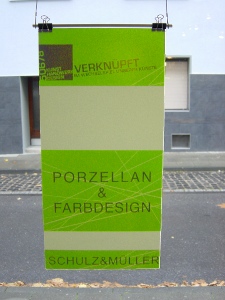 VERKNÜPFT
PORZELLAN
&
FARBDESIGN
SCHULZ&MÜLLER